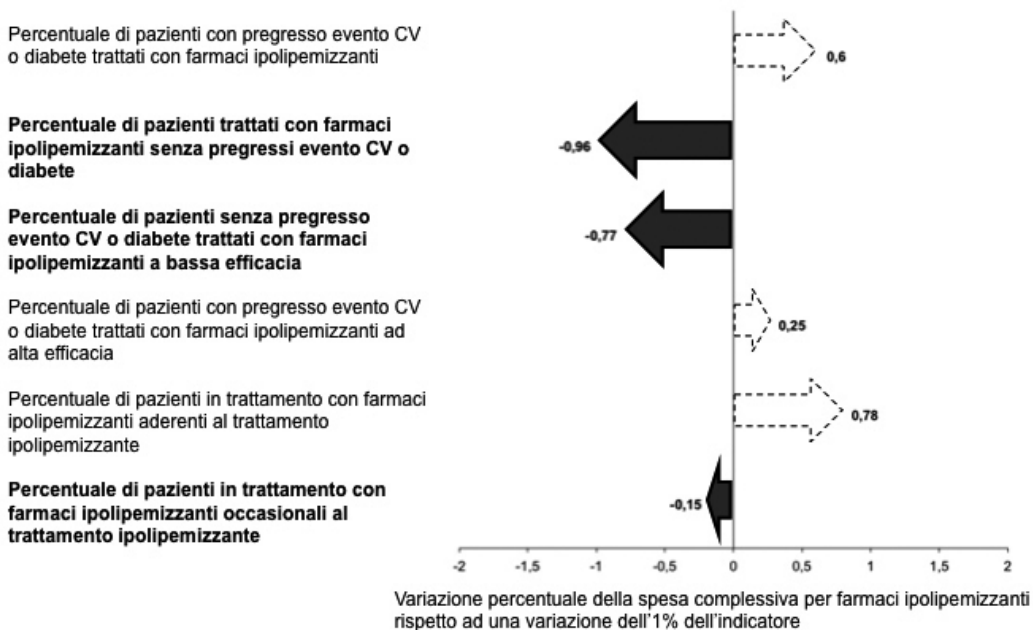 Percentuale di pazienti con pregresso evento CV
o diabete trattati con farmaci ipolipemizzanti
0,6
Percentuale di pazienti trattati con farmaci
ipolipemizzanti senza pregressi evento CV o
diabete
-0,96
Percentuale di pazienti senza pregresso
evento CV o diabete trattati con farmaci
ipolipemizzanti a bassa efficacia
-0,77
Percentuale di pazienti con pregresso evento CV
o diabete trattati con farmaci ipolipemizzanti ad
alta efficacia
0,25
Percentuale di pazienti in trattamento con farmaci
ipolipemizzanti aderenti al trattamento
ipolipemizzante
0,78
Percentuale di pazienti in trattamento con
farmaci ipolipemizzanti occasionali al
trattamento ipolipemizzante
-0,15
-2 -1,5 -1 -0,5 0 0,5 1 1,5 2
Variazione percentuale della spesa complessiva per farmaci ipolipemizzanti
rispetto ad una variazione dell'1% dell'indicatore